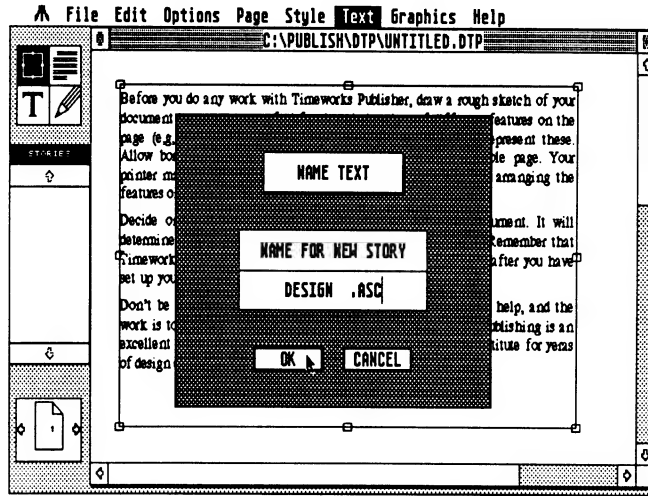 File Edit Options Page Style Text Graphics Help
C:\PUBLISH\DTP\UNTITLED.DTP
T
STORIES
1
Before you do any work with Timeworks Publisher, draw a rough sketch of your
document features on the
page (e.g. represent these.
Allow page. Your
printer arranging the
features
Decide ument. It will
determine Remember that
Timework after you have
set up you
Don't be help, and the
work is to ublishing is an
excellent titute for yeras
of design
NAME TEXT
NAME FOR NEW STORY
DESIGN .ASC
OK CANCEL